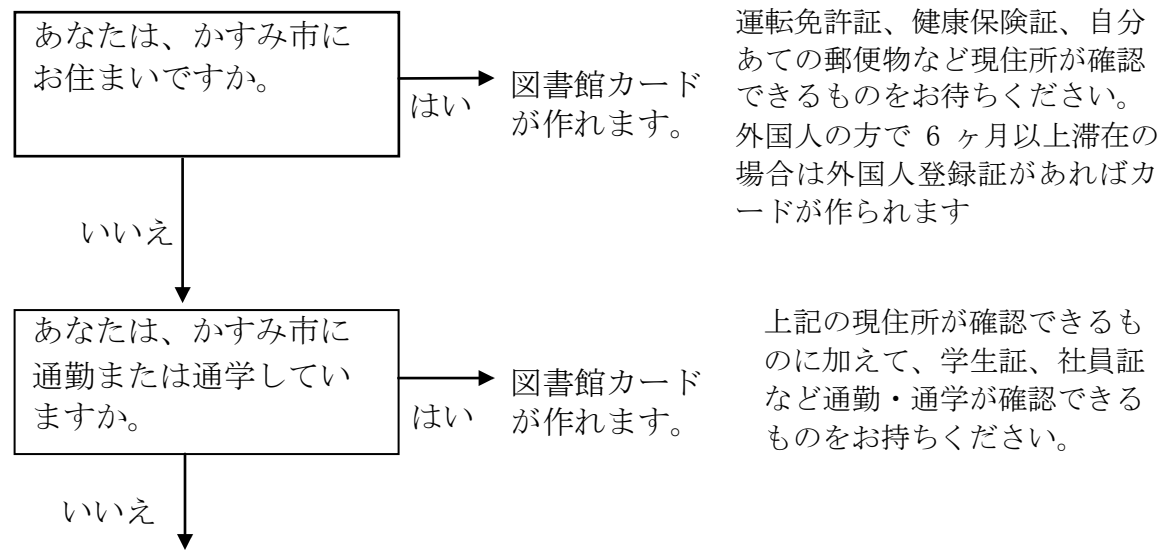 あなたは、かすみ市に
お住まいですか。
はい
図書館カード
が作れます。
運転免許証、健康保険証、自分
あての郵便物など現住所が確認
できるものをお待ちください。
外国人の方で 6 ヶ月以上滞在の
場合は外国人登録証があればカ
ードが作られます
いいえ
あなたは、かすみ市に
通勤または通学してい
ますか。
はい
図書館カード
が作れます。
上記の現住所が確認できるも
のに加えて、学生証、社員証
など通勤・通学が確認できる
ものをお持ちください。
いいえ